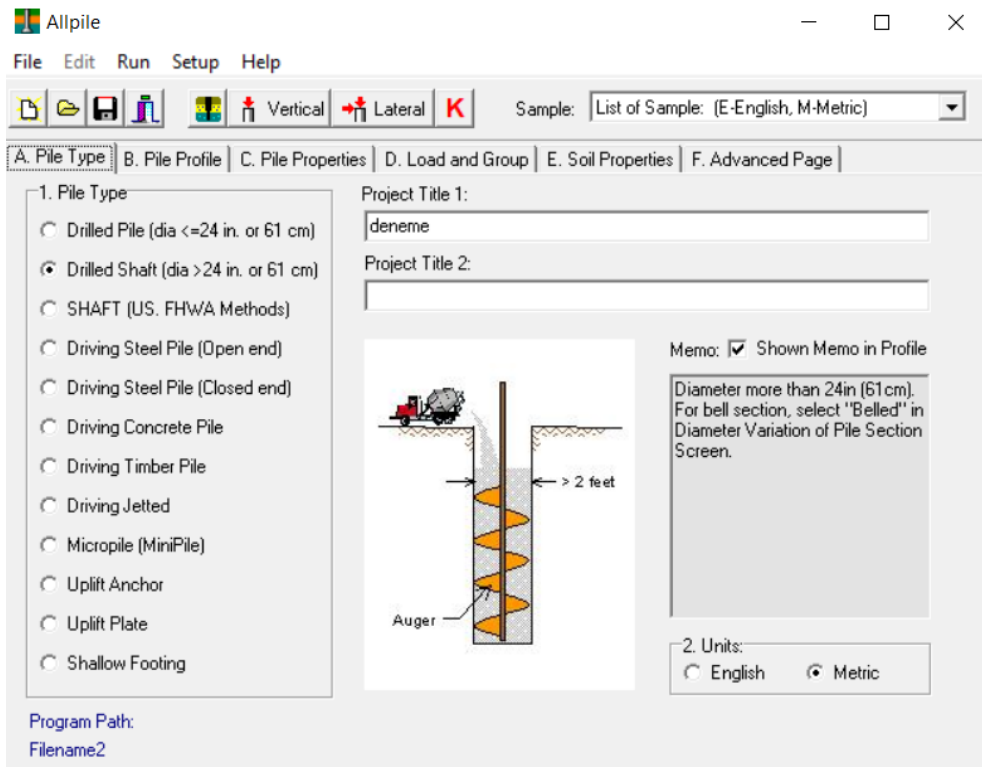 Allpile
File Edit Run Setup Help
Vertical Lateral K Sample: List of Sample: (E-English, M-Metric)
A. Pile Type B. Pile Profile C. Pile Properties D. Load and Group E. Soil Properties F. Advanced Page
1. Pile Type
Drilled Pile (dia <=24 in. or 61 cm)
Drilled Shaft (dia >24 in. or 61 cm)
SHAFT (US. FHWA Methods)
Driving Steel Pile (Open end)
Driving Steel Pile (Closed end)
Driving Concrete Pile
Driving Timber Pile
Driving Jetted
Micropile (MiniPile)
Uplift Anchor
Uplift Plate
Shallow Footing
Project Title 1:
deneme
Project Title 2:
> 2 feet
Auger
Memo: Shown Memo in Profile
Diameter more than 24in (61cm).
For bell section, select "Belled" in
Diameter Variation of Pile Section
Screen.
2. Units:
English Metric
Program Path:
Filename2